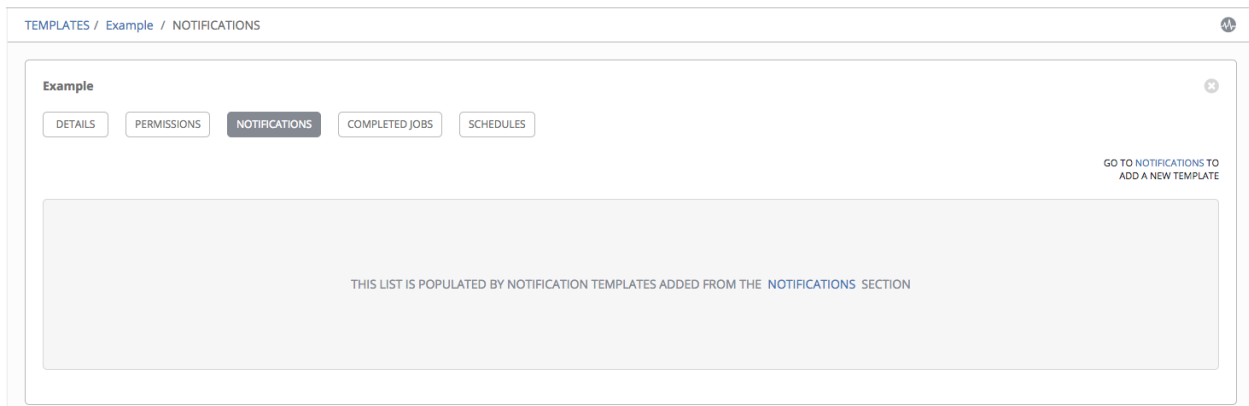 TEMPLATES / Example / NOTIFICATIONS
Example
DETAILS PERMISSIONS NOTIFICATIONS COMPLETED JOBS SCHEDULES
GO TO NOTIFICATIONS TO
ADD A NEW TEMPLATE
THIS LIST IS POPULATED BY NOTIFICATION TEMPLATES ADDED FROM THE NOTIFICATIONS SECTION